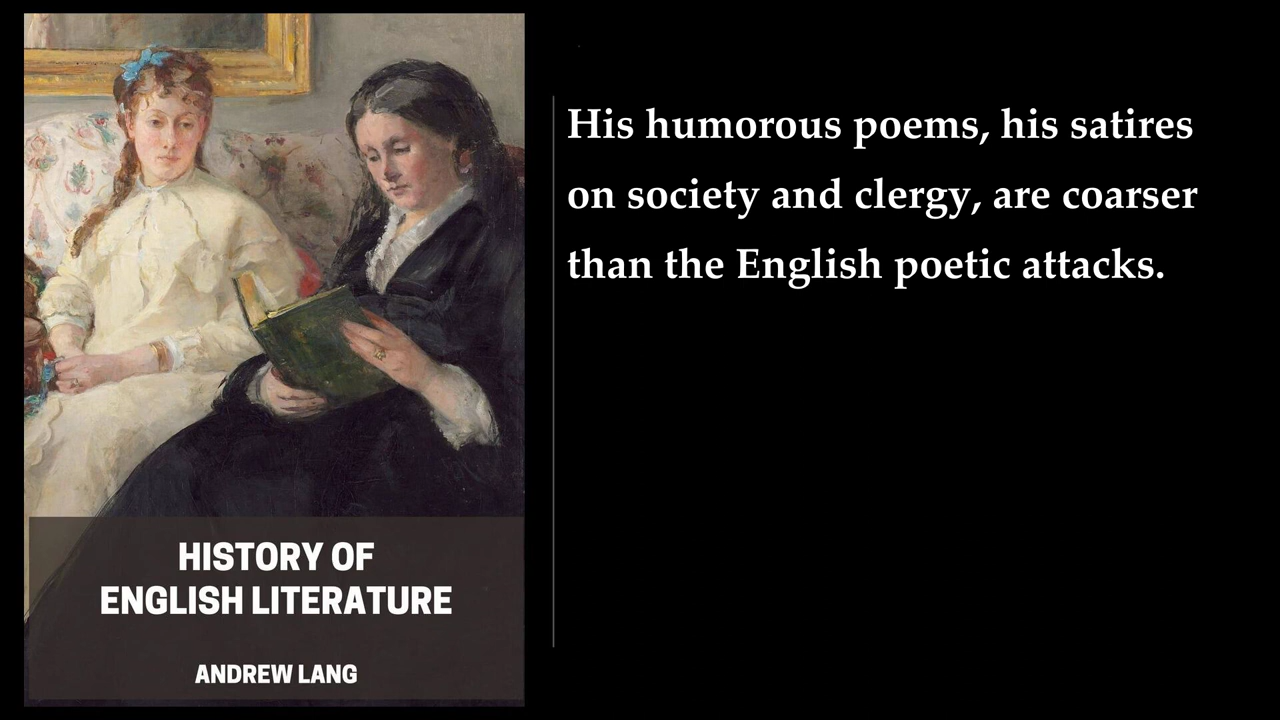 His humorous poems, his satires
on society and clergy, are coarser
than the English poetic attacks.
HISTORY OF
ENGLISH LITERATURE
ANDREW LANG